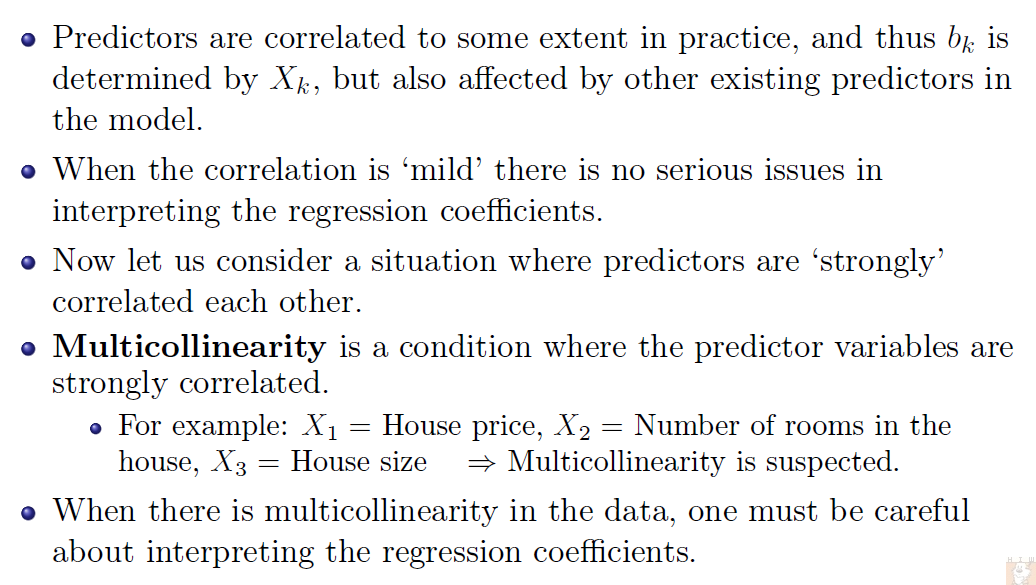 Predictors are correlated to some extent in practice, and thus b_k is
determined by X_k, but also affected by other existing predictors in
the model.
When the correlation is ‘mild’ there is no serious issues in
interpreting the regression coefficients.
Now let us consider a situation where predictors are ‘strongly’
correlated each other.
Multicollinearity is a condition where the predictor variables are
strongly correlated.
For example: X_1 = House price, X_2 = Number of rooms in the
house, X_3 = House size ⇒ Multicollinearity is suspected.
When there is multicollinearity in the data, one must be careful
about interpreting the regression coefficients.